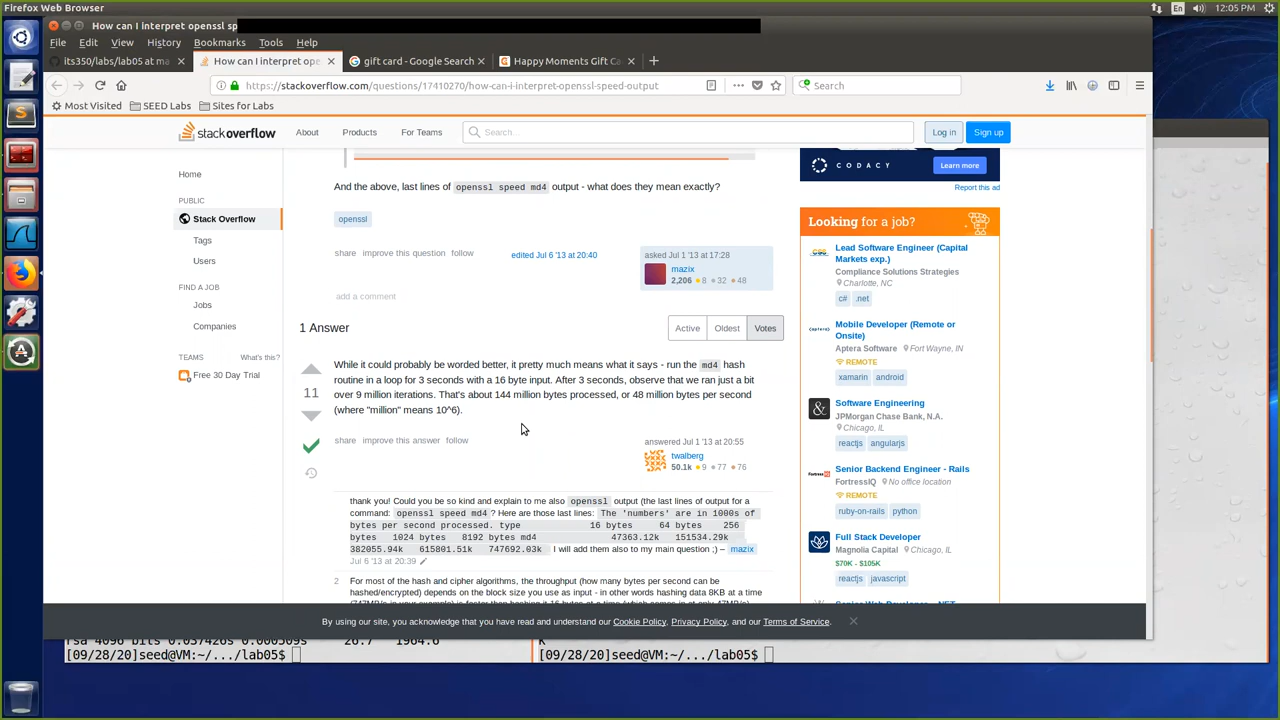 Firefox Web Browser
En
12:05 PM
How can I interpret openssl sp
File Edit View History Bookmarks Tools Help
its350/labs/lab05 at ma
How can I interpret ope
gift card - Google Search
Happy Moments Gift Ca
https://stackoverflow.com/questions/17410270/how-can-i-interpret-openssl-speed-output
Search
Most Visited SEED Labs Sites for Labs
stackoverflow About Products For Teams Search... Log in Sign up
Home
PUBLIC
Stack Overflow
Tags
Users
FIND A JOB
Jobs
Companies
TEAMS What's this?
Free 30 Day Trial
And the above, last lines of openssl speed md4 output - what does they mean exactly?
openssl
share improve this question follow
edited Jul 6 '13 at 20:40
asked Jul 1 '13 at 17:28
mazix
2,206 8 32 48
add a comment
1 Answer
Active Oldest Votes
While it could probably be worded better, it pretty much means what it says - run the md4 hash
routine in a loop for 3 seconds with a 16 byte input. After 3 seconds, observe that we ran just a bit
over 9 million iterations. That's about 144 million bytes processed, or 48 million bytes per second
(where "million" means 10^6).
11
share improve this answer follow
answered Jul 1 '13 at 20:55
twalberg
50.1k 9 77 76
thank you! Could you be so kind and explain to me also openssl output (the last lines of output for a
command: openssl speed md4 ? Here are those last lines: The 'numbers' are in 1000s of
bytes per second processed. type 16 bytes 64 bytes 256
bytes 1024 bytes 8192 bytes md4 47363.12k 151534.29k
382055.94k 615801.51k 747692.03k I will add them also to my main question ;) – mazix
Jul 6 '13 at 20:39
2 For most of the hash and cipher algorithms, the throughput (how many bytes per second can be
hashed/encrypted) depends on the block size you use as input - in other words hashing data 8KB at a time
CODACY
Learn more
Report this ad
Looking for a job?
Lead Software Engineer (Capital
Markets exp.)
Compliance Solutions Strategies
Charlotte, NC
c# .net
Mobile Developer (Remote or
Onsite)
Aptera Software Fort Wayne, IN
REMOTE
xamarin android
Software Engineering
JPMorgan Chase Bank, N.A.
Chicago, IL
reactjs angularjs
Senior Backend Engineer - Rails
FortressIQ No office location
REMOTE
ruby-on-rails python
Full Stack Developer
Magnolia Capital Chicago, IL
$70K - $105K
reactjs javascript
By using our site, you acknowledge that you have read and understand our Cookie Policy, Privacy Policy, and our Terms of Service.
[09/28/20]seed@VM:~/.../lab05$
[09/28/20]seed@VM:~/.../lab05$